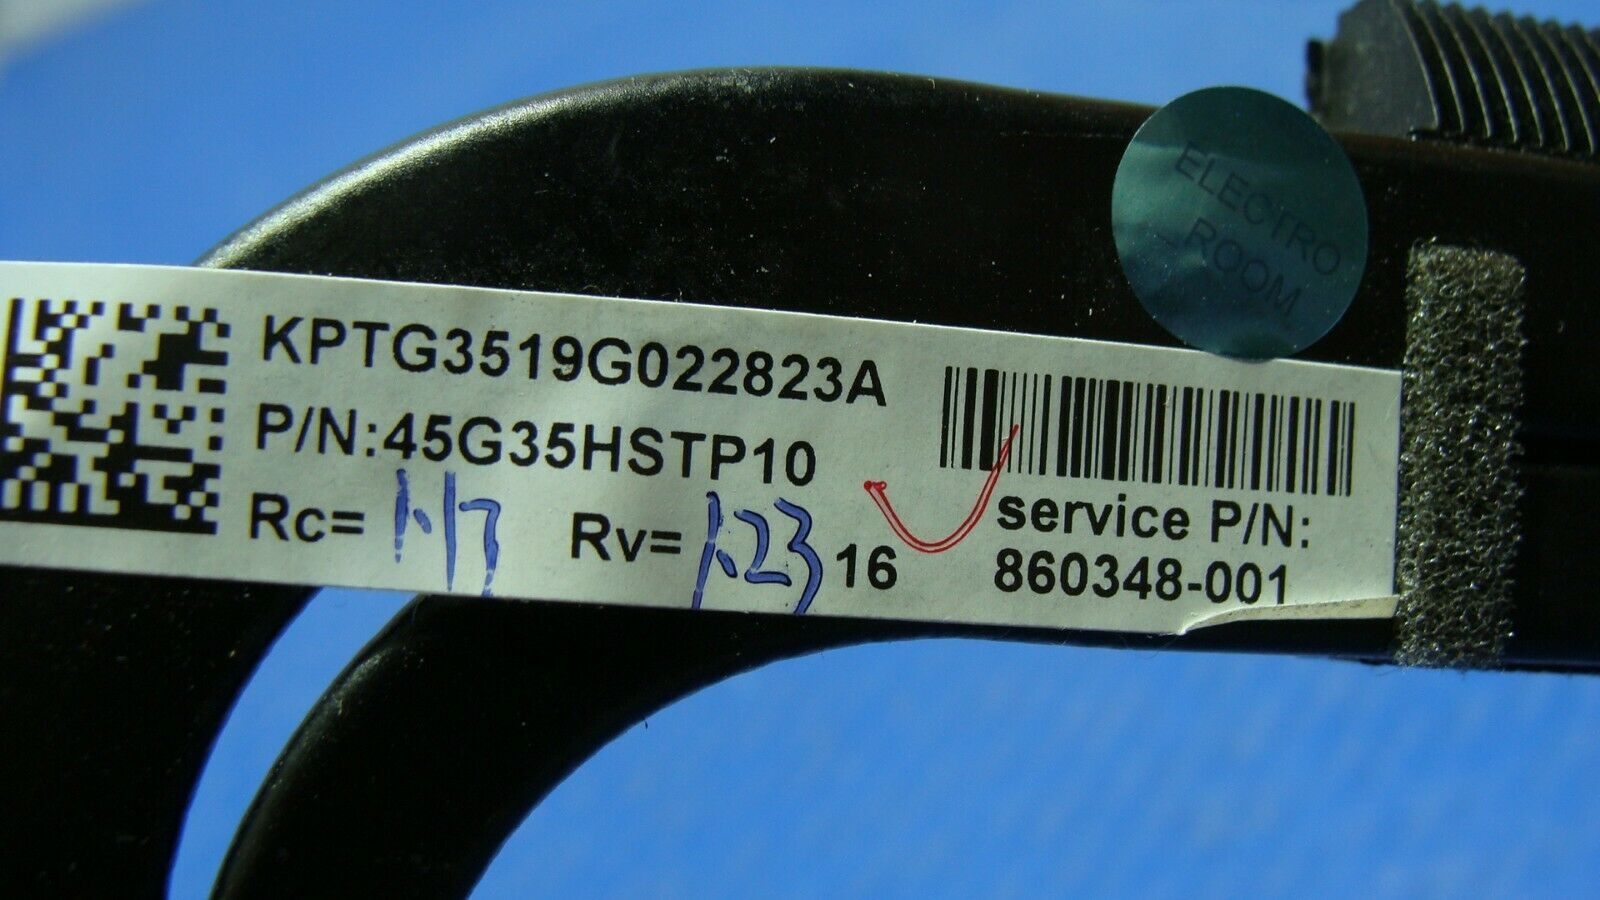 ELECTRO
ROOM
KPTG3519G022823A
P/N:45G35HSTP10
Rc= 1.17 Rv= 1.23 16
service P/N:
860348-001